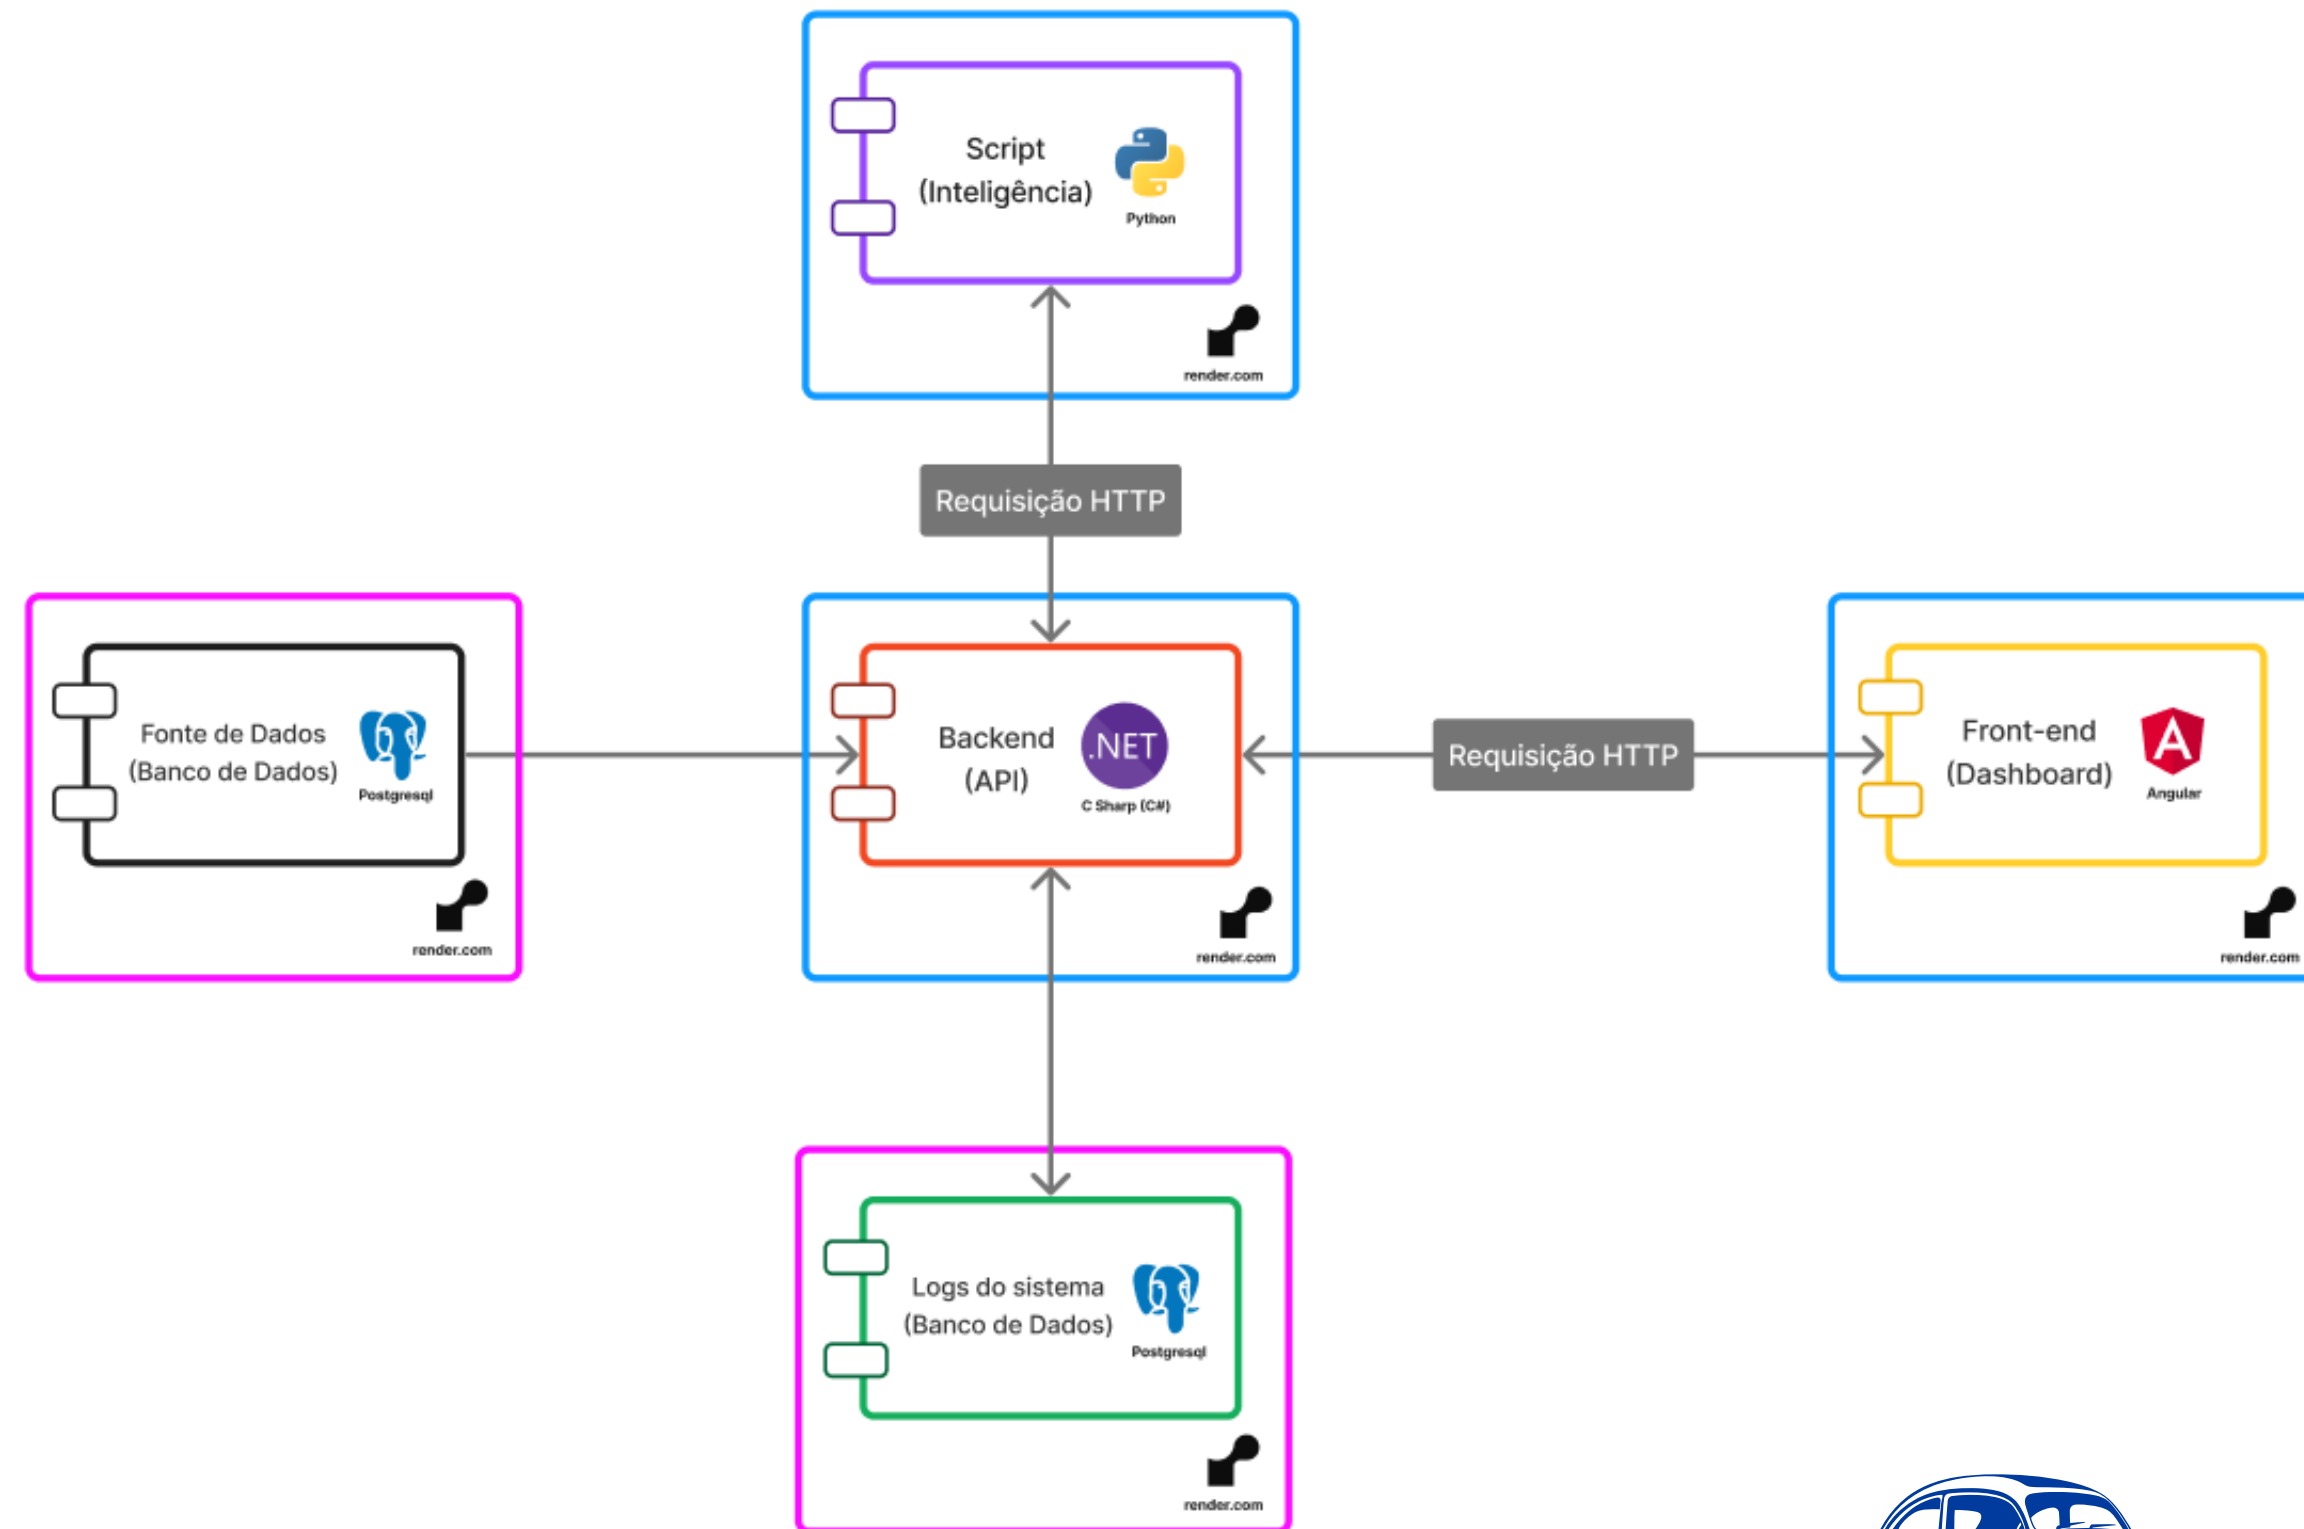 Script
(Inteligência)
Python
render.com
Requisição HTTP
Fonte de Dados
(Banco de Dados)
Postgresql
render.com
Backend
(API)
.NET
C Sharp (C#)
render.com
Requisição HTTP
Front-end
(Dashboard)
A
Angular
render.com
Logs do sistema
(Banco de Dados)
Postgresql
render.com